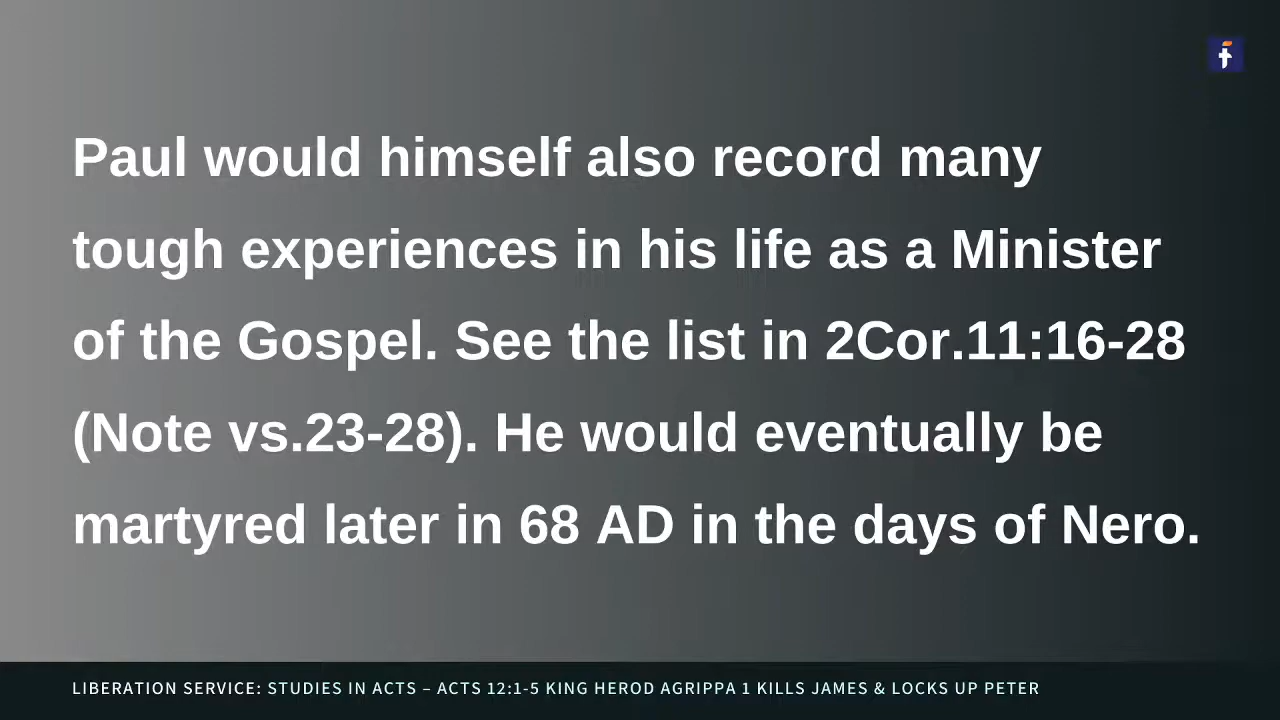 Paul would himself also record many
tough experiences in his life as a Minister
of the Gospel. See the list in 2Cor.11:16-28
(Note vs.23-28). He would eventually be
martyred later in 68 AD in the days of Nero.
LIBERATION SERVICE: STUDIES IN ACTS – ACTS 12:1-5 KING HEROD AGRIPPA 1 KILLS JAMES & LOCKS UP PETER